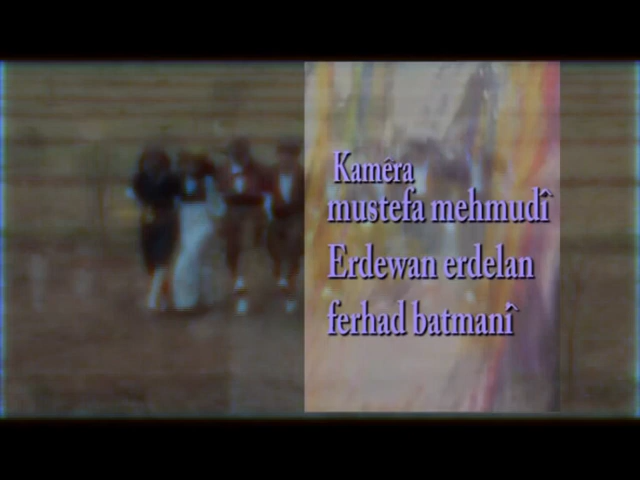 Kamêra
mustefa mehmudî
Erdewan erdelan
ferhad batmanî